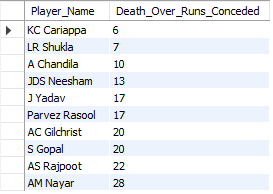 Player_Name Death_Over_Runs_Conceded
KC Cariappa 6
LR Shukla 7
A Chandila 10
JDS Neesham 13
J Yadav 17
Parvez Rasool 17
AC Gilchrist 20
S Gopal 20
AS Rajpoot 22
AM Nayar 28